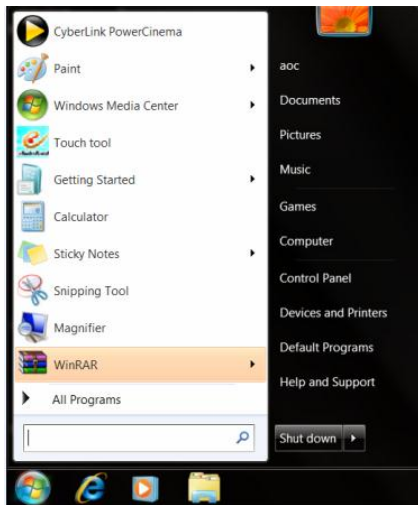 CyberLink PowerCinema
Paint
Windows Media Center
Touch tool
Getting Started
Calculator
Sticky Notes
Snipping Tool
Magnifier
WinRAR
All Programs
aoc
Documents
Pictures
Music
Games
Computer
Control Panel
Devices and Printers
Default Programs
Help and Support
Shut down